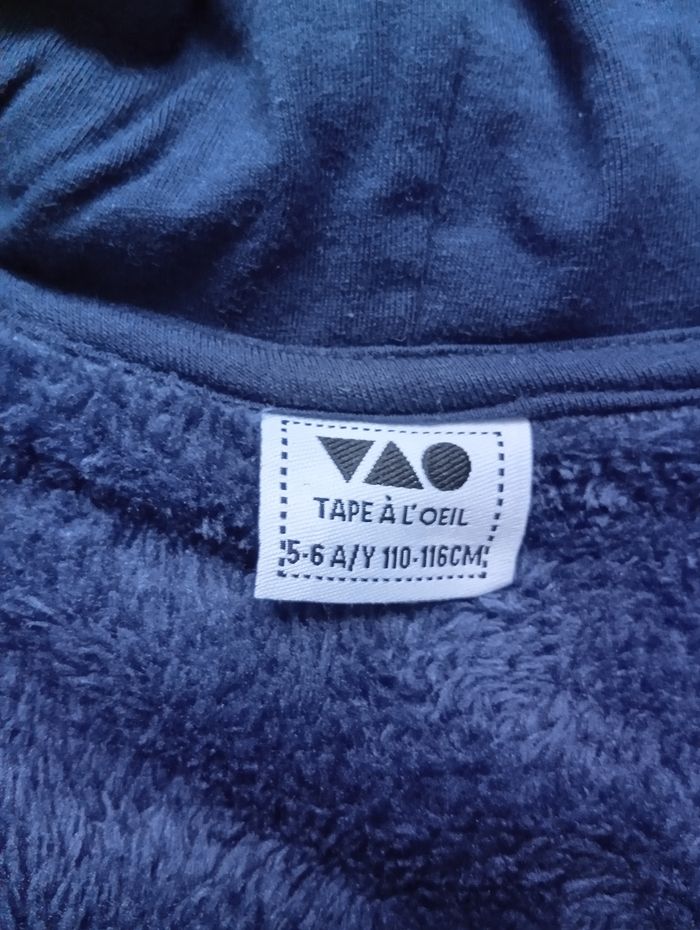 TAPE À L'OEIL
5-6 A/Y 110-116CM